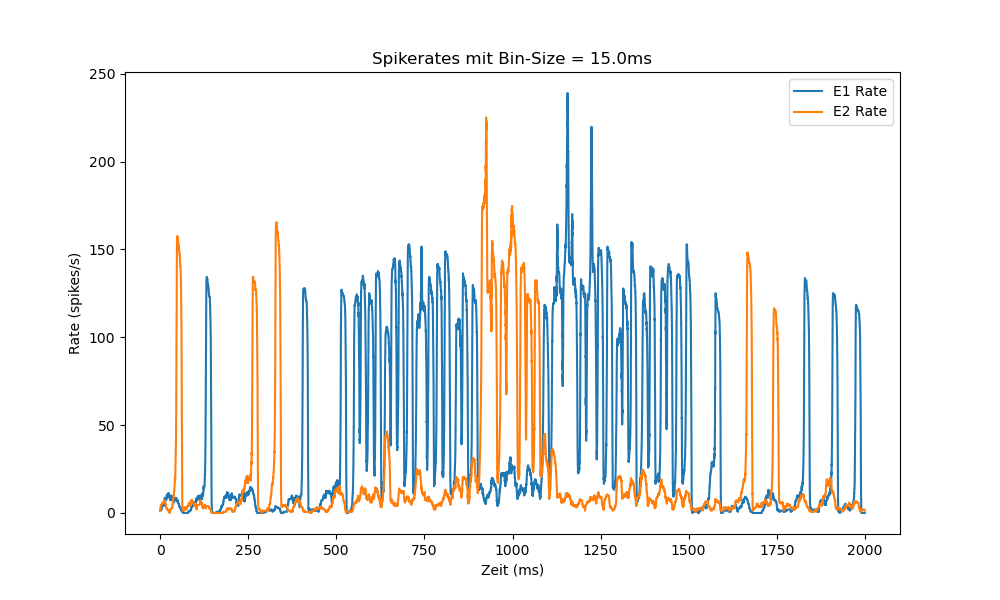 Spikerates mit Bin-Size = 15.0ms
E1 Rate
E2 Rate
250
200
150
100
50
0
Rate (spikes/s)
0 250 500 750 1000 1250 1500 1750 2000
Zeit (ms)